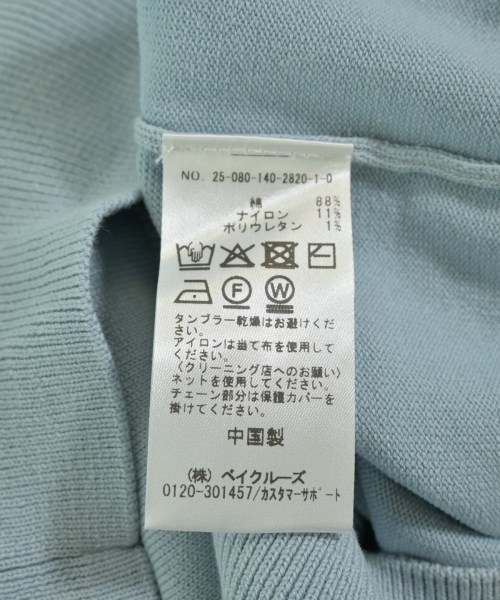 NO. 25-080-140-2820-1-0
綿 88%
ナイロン 11%
ポリウレタン 1%
F W
タンブラー乾燥はお避けくだ
さい。
アイロンは当て布を使用して
ください。
〈クリーニング店へのお願い〉
ネットを使用してください。
チェーン部分は保護カバーを
掛けてください。
中国製
(株) ベイクルーズ
0120-301457/カスタマーサポート